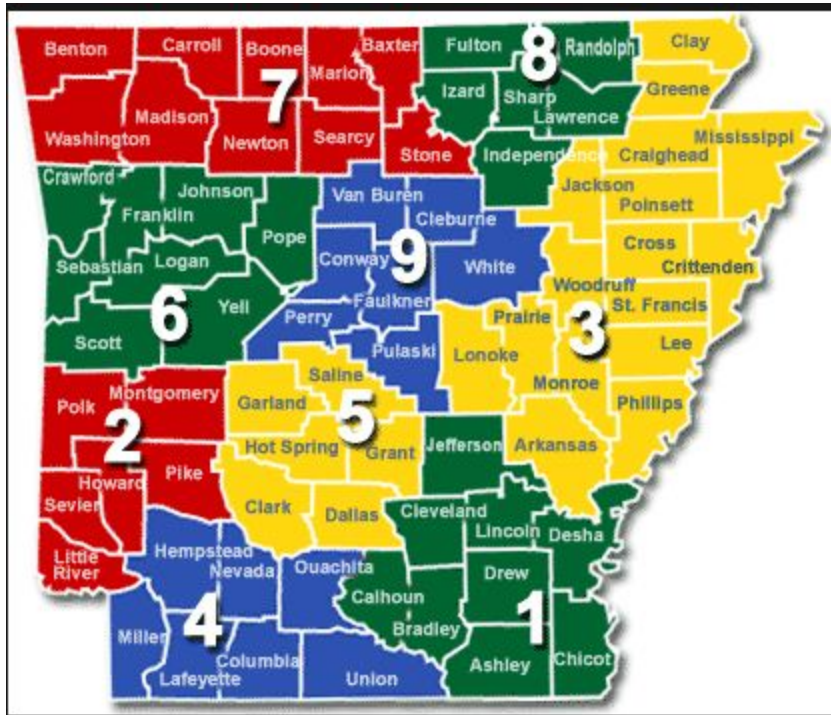 Benton
Carroll
Boone
Baxter
Marion
7
Washington
Madison
Newton
Searcy
Stone
Fulton
8
Randolph
Izard
Sharp
Lawrence
Independence
Clay
Greene
Mississippi
Craighead
Jackson
Poinsett
Cross
Crittenden
Woodruff
St. Francis
Prairie
3
Lonoke
Lee
Monroe
Phillips
Arkansas
Crawford
Johnson
Franklin
Pope
Sebastian
Logan
6
Yell
Scott
Van Buren
Cleburne
Conway
9
White
Faulkner
Perry
Pulaski
Montgomery
Polk
2
Pike
Howard
Sevier
Little
River
Saline
Garland
5
Hot Spring
Grant
Clark
Dallas
Jefferson
Cleveland
Lincoln
Desha
Drew
Calhoun
Bradley
1
Ashley
Chicot
Hempstead
Nevada
Ouachita
4
Miller
Lafeyette
Columbia
Union